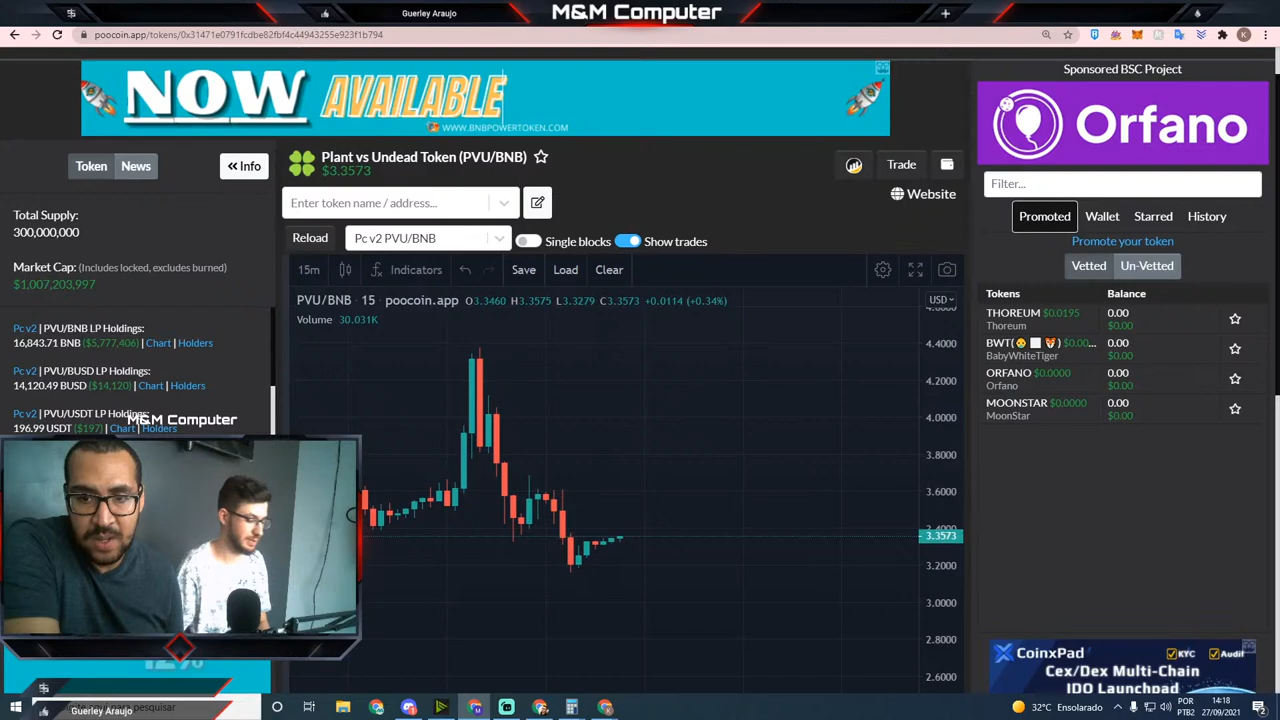 Guerley Araujo
M&M Computer
poocoin.app/tokens/0x31471e0791fcdbe82fbf4c44943255e923f1b794
K
NOW AVAILABLE
WWW.BNBPOWERTOKEN.COM
Sponsored BSC Project
Orfano
Token
News
Info
Plant vs Undead Token (PVU/BNB)
$3.3573
Trade
Website
Filter...
Total Supply:
300,000,000
Enter token name / address...
Promoted
Wallet
Starred
History
Promote your token
Reload
Pc v2 PVU/BNB
Single blocks
Show trades
Vetted
Un-Vetted
Market Cap: (Includes locked, excludes burned)
$1,007,203,997
15m
Indicators
Save
Load
Clear
Tokens
Balance
PVU/BNB · 15 · poocoin.app O3.3460 H3.3575 L3.3279 C3.3573 +0.0114 (+0.34%)
USD
Volume 30.031K
THOREUM $0.0195
Thoreum
0.00
$0.00
BWT( ) $0.00...
BabyWhiteTiger
0.00
$0.00
ORFANO $0.0000
Orfano
0.00
$0.00
MOONSTAR $0.0000
MoonStar
0.00
$0.00
Pc v2 | PVU/BNB LP Holdings:
16,843.71 BNB ($5,777,406) | Chart | Holders
Pc v2 | PVU/BUSD LP Holdings:
14,120.49 BUSD ($14,120) | Chart | Holders
Pc v2 | PVU/USDT LP Holdings:
196.99 USDT ($197) | Chart | Holders
M&M Computer
4.4000
4.2000
4.0000
3.8000
3.6000
3.4000
3.3573
3.2000
3.0000
2.8000
2.6000
CoinxPad
KYC
Audit
Cex/Dex Multi-Chain
IDO Launchpad
Guerley Araujo
aqui para pesquisar
32°C Ensolarado
POR
PTB2
14:18
27/09/2021
2